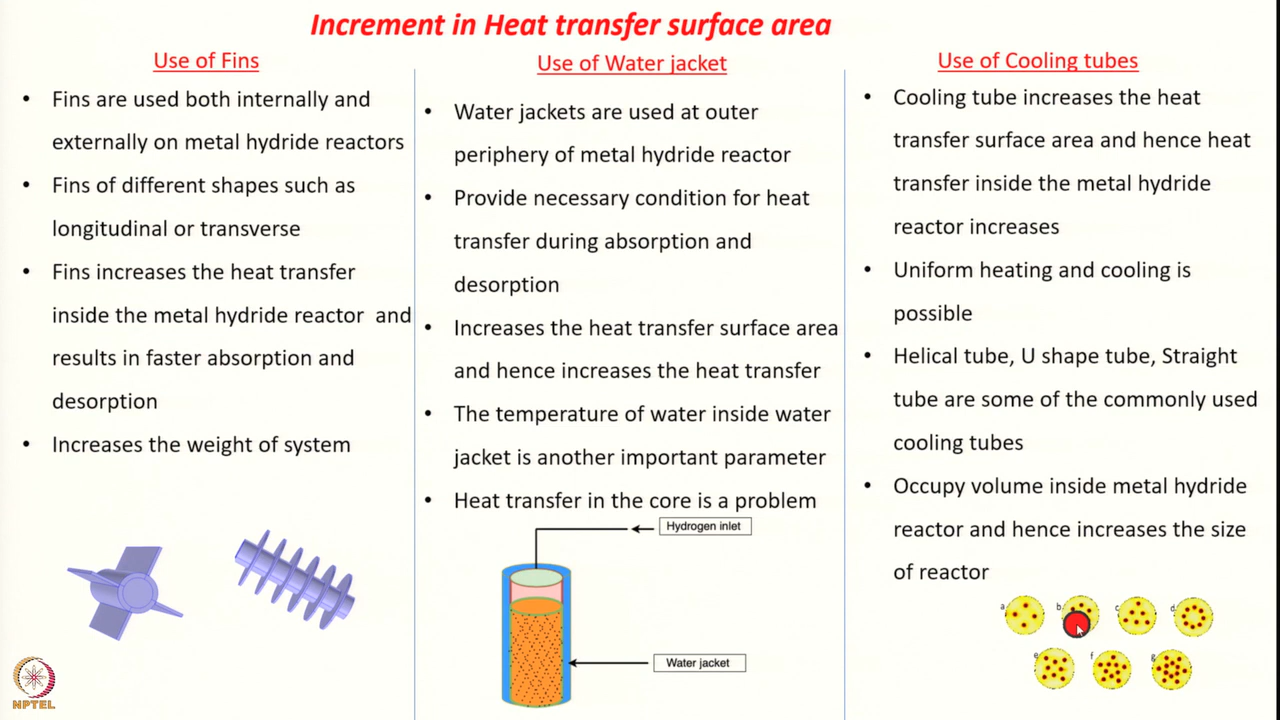 Increment in Heat transfer surface area
Use of Fins
• Fins are used both internally and
externally on metal hydride reactors
• Fins of different shapes such as
longitudinal or transverse
• Fins increases the heat transfer
inside the metal hydride reactor and
results in faster absorption and
desorption
• Increases the weight of system
Use of Water jacket
• Water jackets are used at outer
periphery of metal hydride reactor
• Provide necessary condition for heat
transfer during absorption and
desorption
• Increases the heat transfer surface area
and hence increases the heat transfer
• The temperature of water inside water
jacket is another important parameter
• Heat transfer in the core is a problem
Hydrogen inlet
Water jacket
Use of Cooling tubes
• Cooling tube increases the heat
transfer surface area and hence heat
transfer inside the metal hydride
reactor increases
• Uniform heating and cooling is
possible
• Helical tube, U shape tube, Straight
tube are some of the commonly used
cooling tubes
• Occupy volume inside metal hydride
reactor and hence increases the size
of reactor
a b c d
e f g
NPTEL